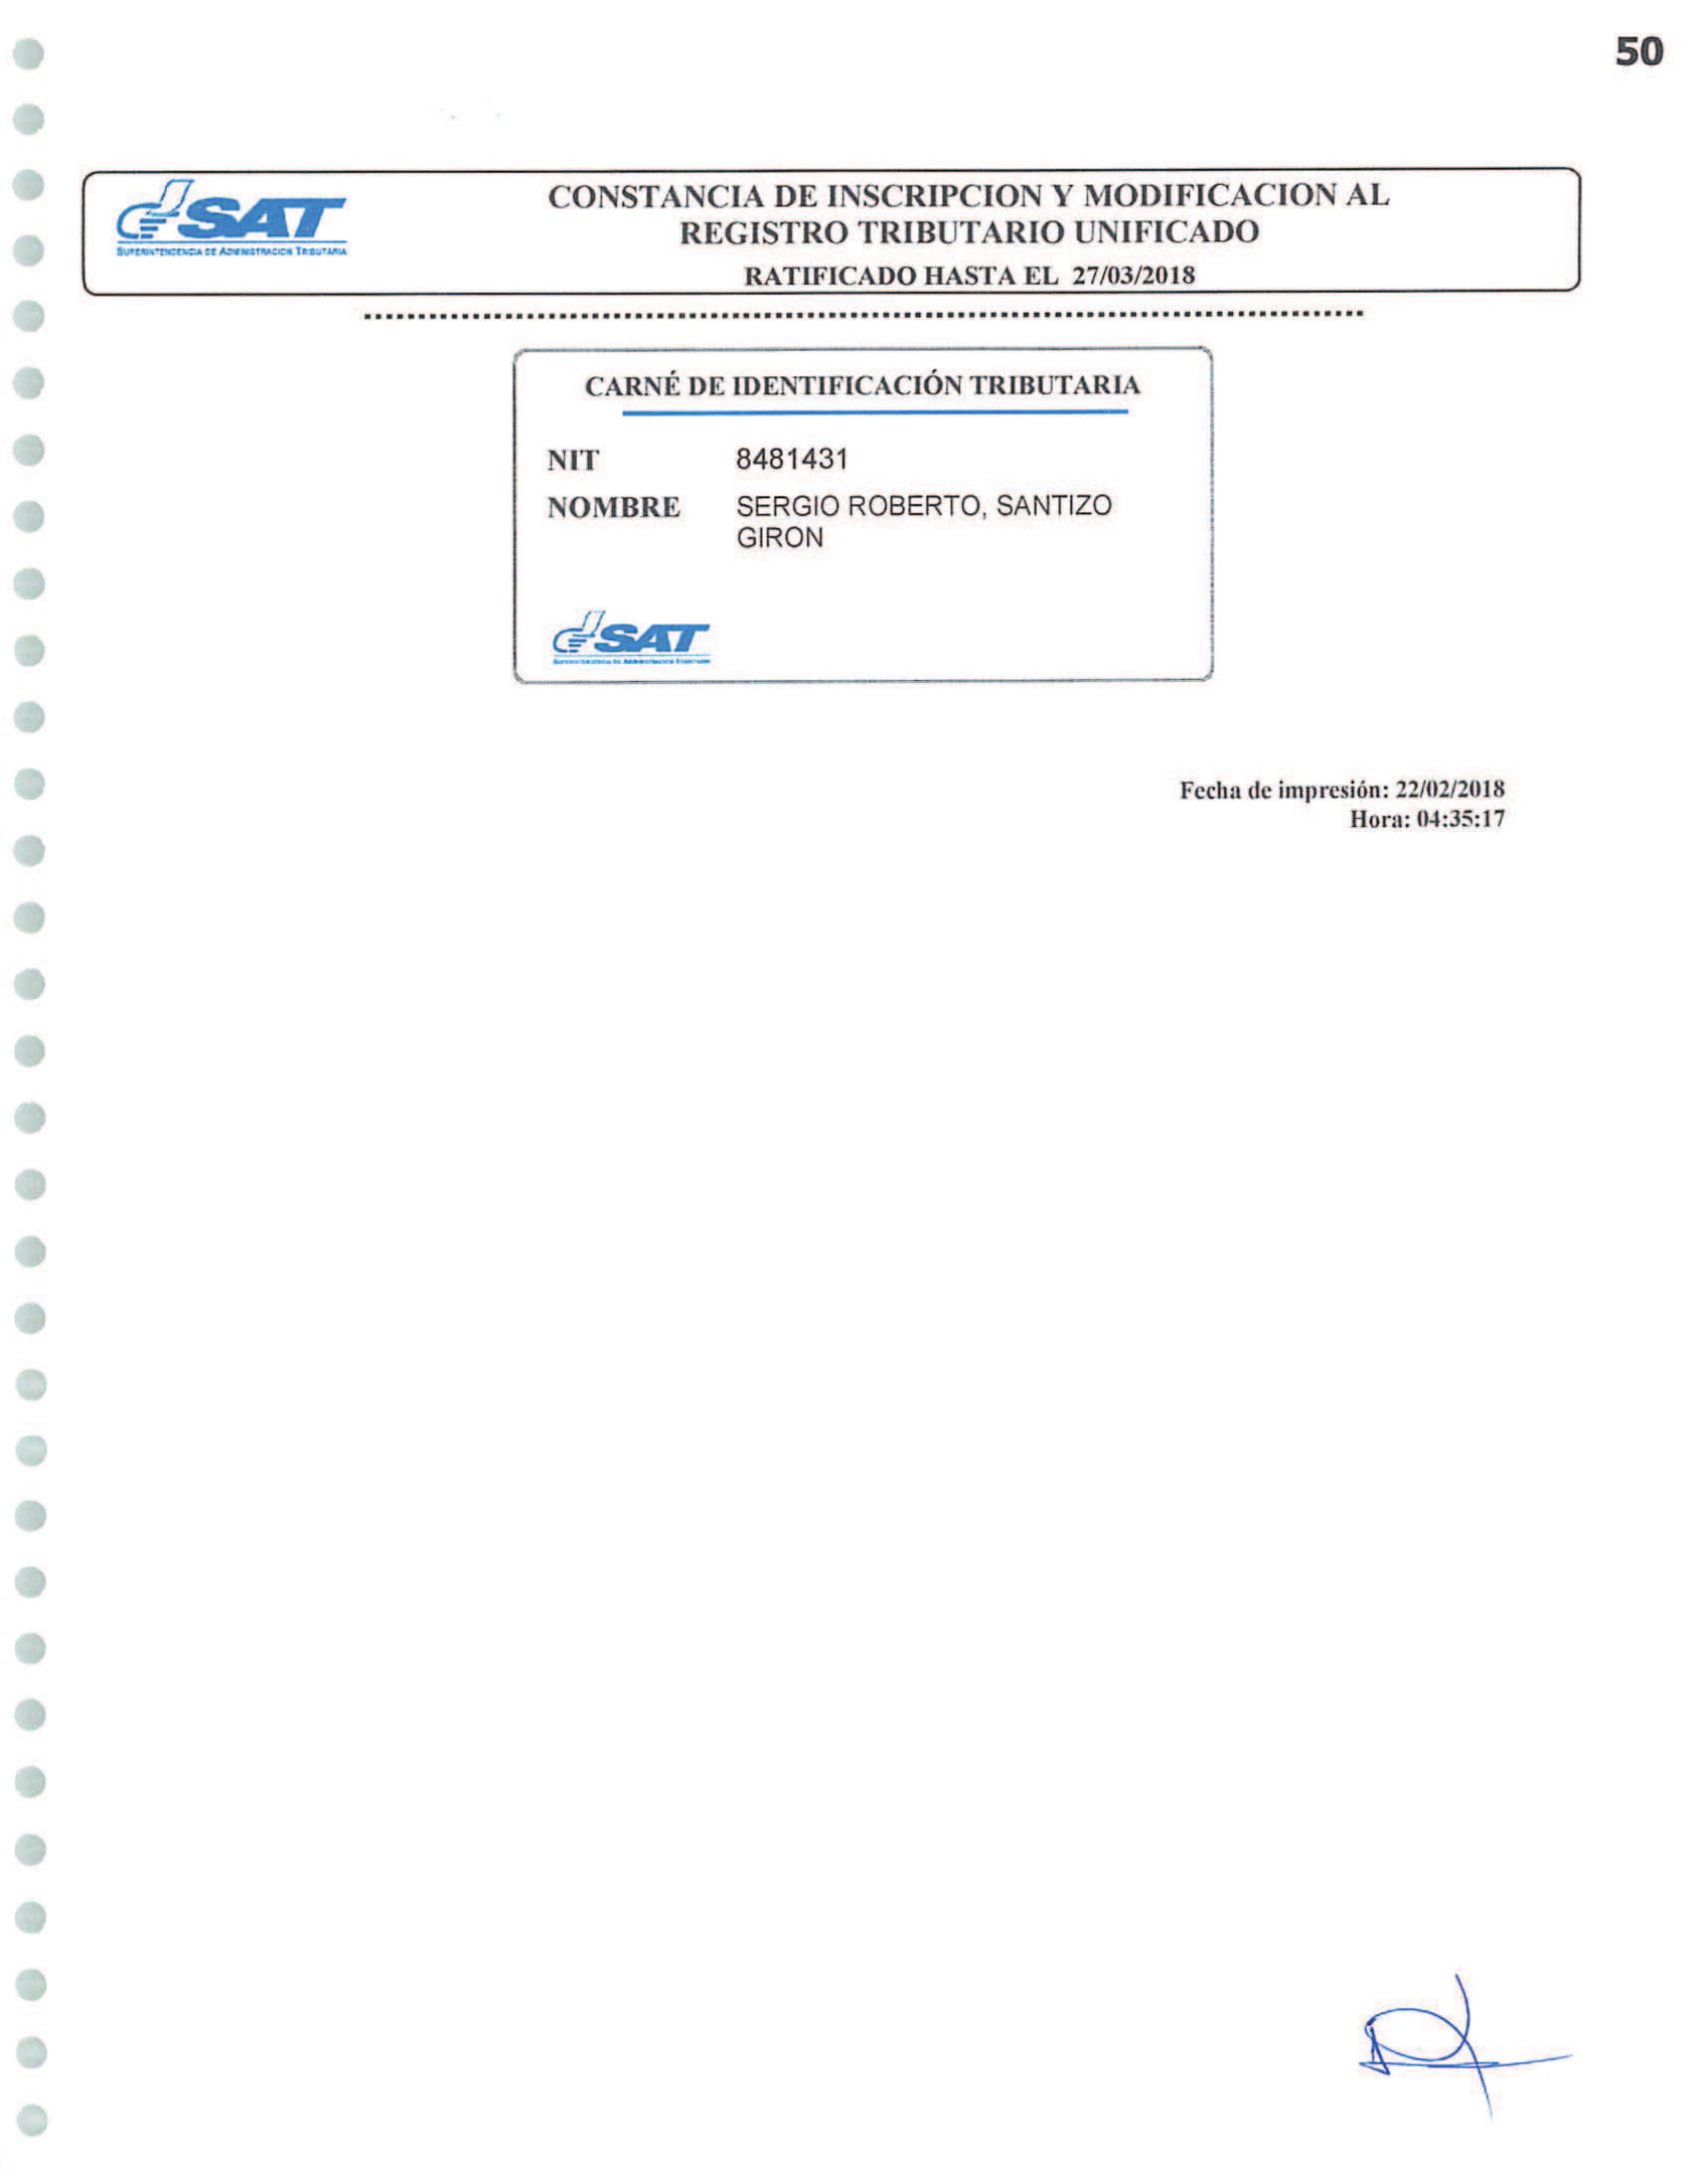 50
SAT
SUPERINTENDENCIA DE ADMINISTRACION TRIBUTARIA
CONSTANCIA DE INSCRIPCION Y MODIFICACION AL
REGISTRO TRIBUTARIO UNIFICADO
RATIFICADO HASTA EL 27/03/2018
CARNÉ DE IDENTIFICACIÓN TRIBUTARIA
NIT 8481431
NOMBRE SERGIO ROBERTO, SANTIZO
GIRON
SAT
SUPERINTENDENCIA DE ADMINISTRACION TRIBUTARIA
Fecha de impresión: 22/02/2018
Hora: 04:35:17